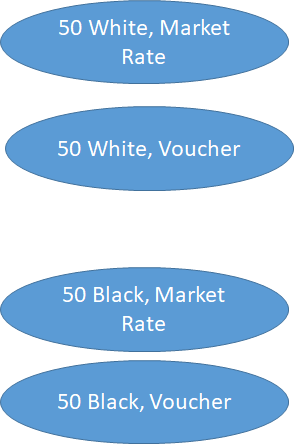 50 White, Market
Rate
50 White, Voucher
50 Black, Market
Rate
50 Black, Voucher